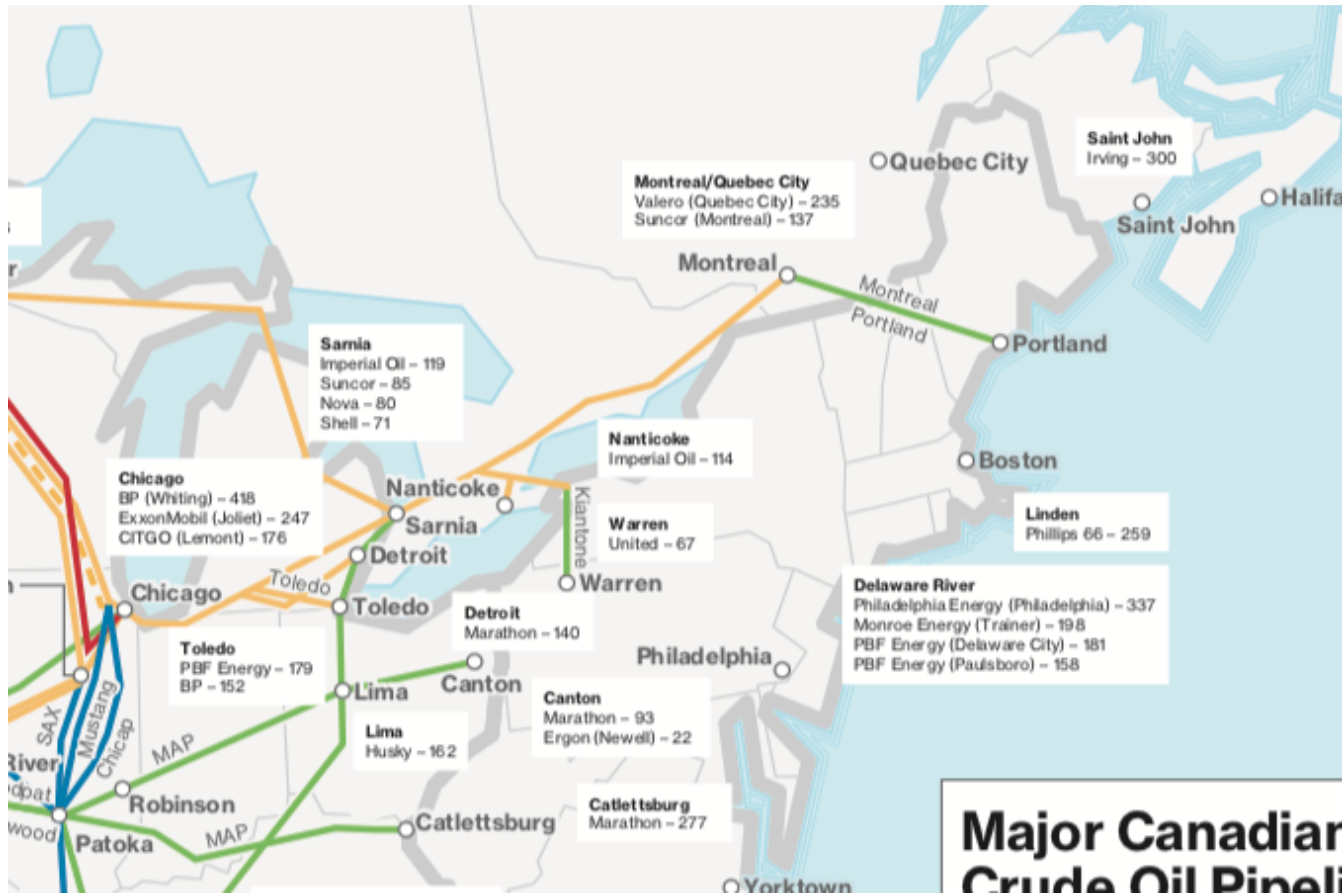 Quebec City
Saint John
Irving – 300
Montreal/Quebec City
Valero (Quebec City) – 235
Suncor (Montreal) – 137
Saint John
Montreal
Montreal
Portland
Portland
Sarnia
Imperial Oil – 119
Suncor – 85
Nova – 80
Shell – 71
Nanticoke
Imperial Oil – 114
Boston
Chicago
BP (Whiting) – 418
ExxonMobil (Joliet) – 247
CITGO (Lemont) – 176
Nanticoke
Sarnia
Kiantone
Warren
United – 67
Linden
Phillips 66 – 259
Detroit
Toledo
Chicago
Toledo
Warren
Delaware River
Philadelphia Energy (Philadelphia) – 337
Monroe Energy (Trainer) – 198
PBF Energy (Delaware City) – 181
PBF Energy (Paulsboro) – 158
Detroit
Marathon – 140
Toledo
PBF Energy – 179
BP – 152
Philadelphia
Canton
Lima
Canton
Marathon – 93
Ergon (Newell) – 22
SAX
Mustang
Chicap
MAP
Lima
Husky – 162
River
Robinson
Catlettsburg
Marathon – 277
wood
Patoka
MAP
Catlettsburg
Major Canadian
Crude Oil Pipeli
Yorktown